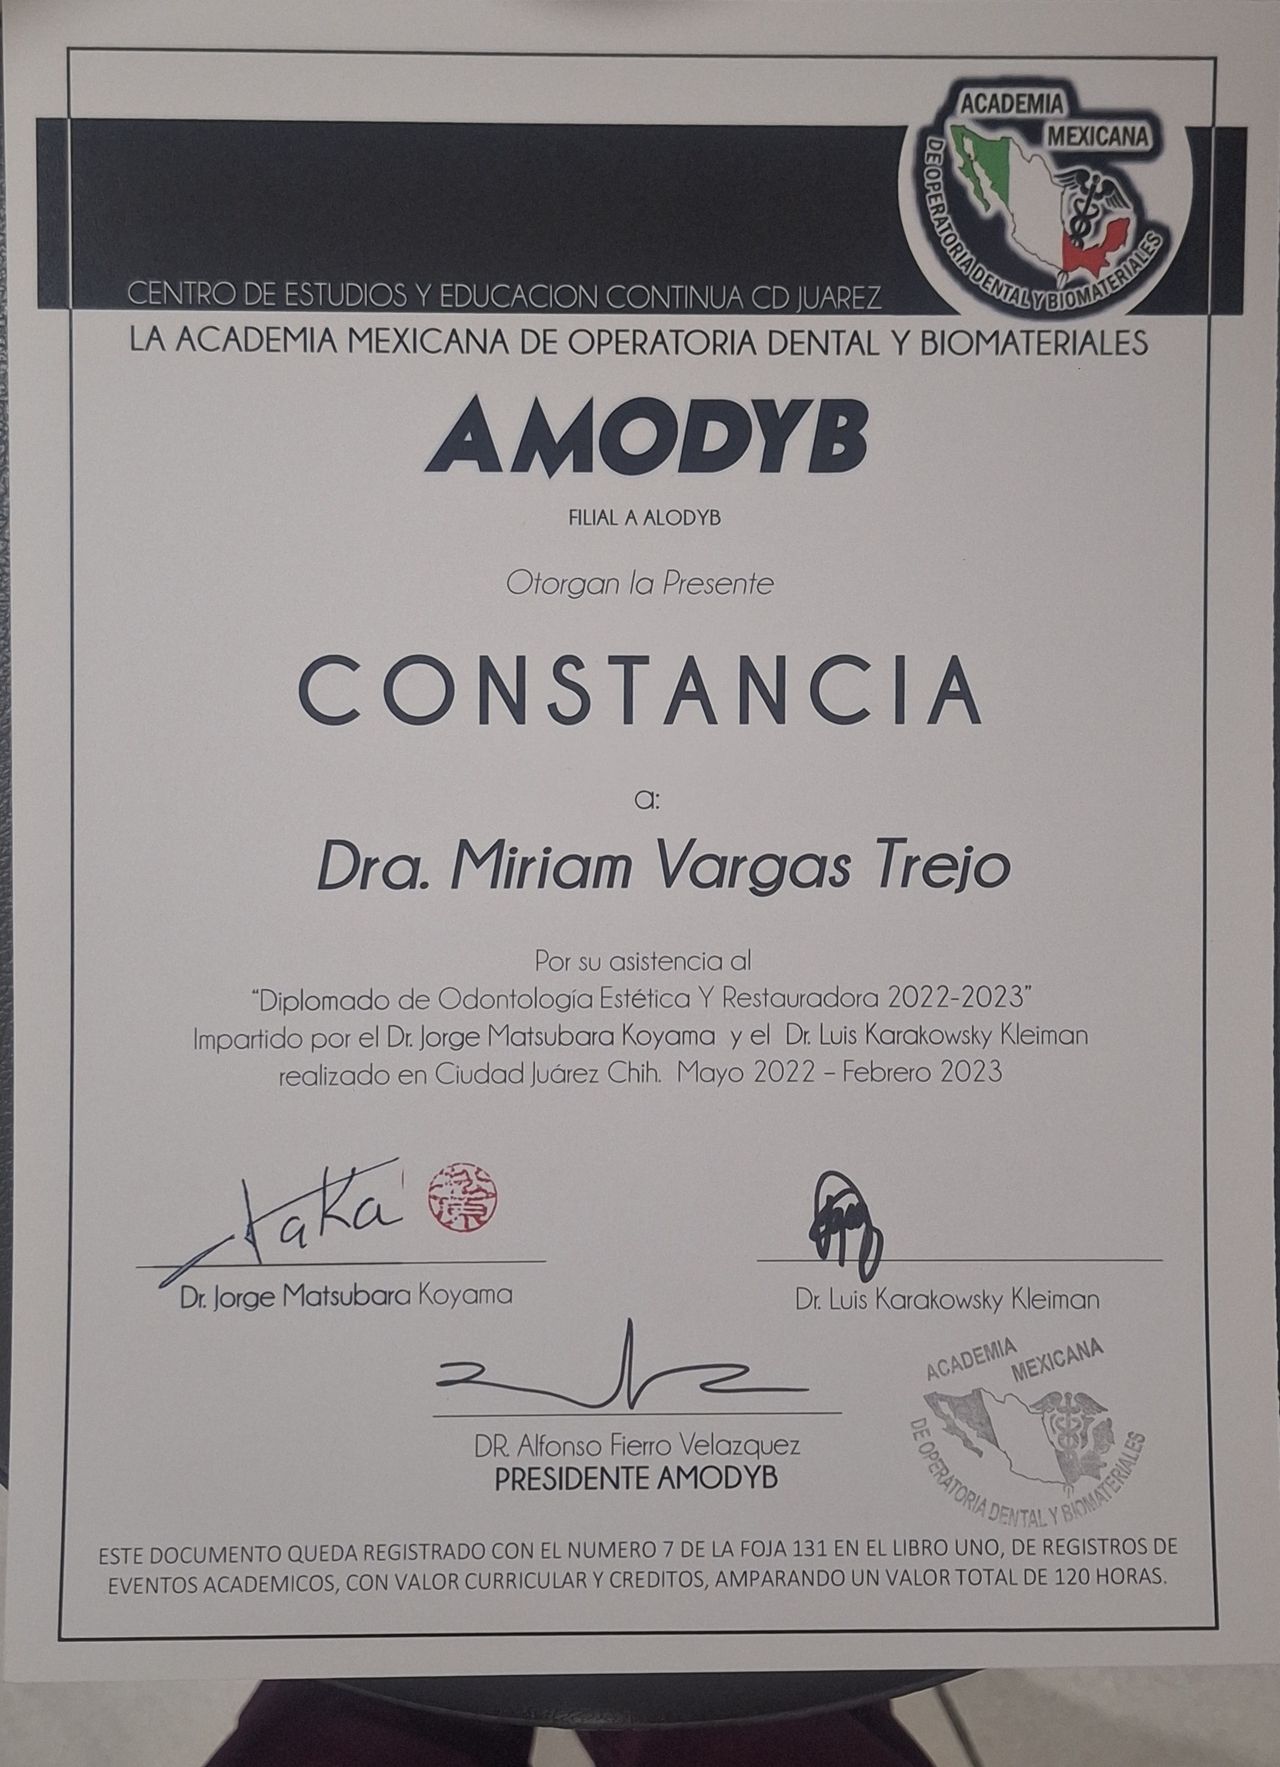 ACADEMIA
MEXICANA
DE OPERATORIA DENTAL Y BIOMATERIALES
CENTRO DE ESTUDIOS Y EDUCACION CONTINUA CD JUAREZ
LA ACADEMIA MEXICANA DE OPERATORIA DENTAL Y BIOMATERIALES
AMODYB
FILIAL A ALODYB
Otorgan la Presente
CONSTANCIA
a:
Dra. Miriam Vargas Trejo
Por su asistencia al
“Diplomado de Odontología Estética Y Restauradora 2022-2023”
Impartido por el Dr. Jorge Matsubara Koyama y el Dr. Luis Karakowsky Kleiman
realizado en Ciudad Juárez Chih. Mayo 2022 – Febrero 2023
Dr. Jorge Matsubara Koyama
Dr. Luis Karakowsky Kleiman
DR. Alfonso Fierro Velazquez
PRESIDENTE AMODYB
ACADEMIA
MEXICANA
DE OPERATORIA DENTAL Y BIOMATERIALES
ESTE DOCUMENTO QUEDA REGISTRADO CON EL NUMERO 7 DE LA FOJA 131 EN EL LIBRO UNO, DE REGISTROS DE
EVENTOS ACADEMICOS, CON VALOR CURRICULAR Y CREDITOS, AMPARANDO UN VALOR TOTAL DE 120 HORAS.